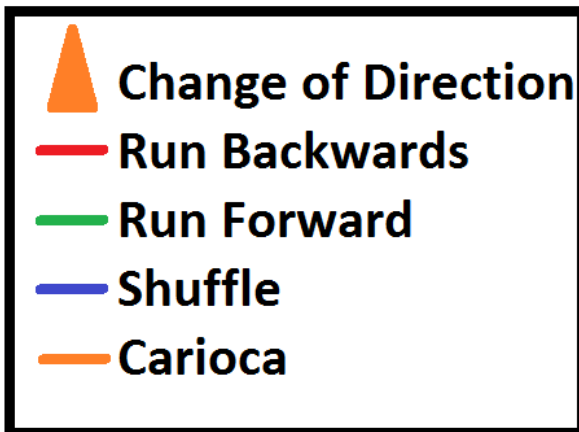 Change of Direction
Run Backwards
Run Forward
Shuffle
Carioca